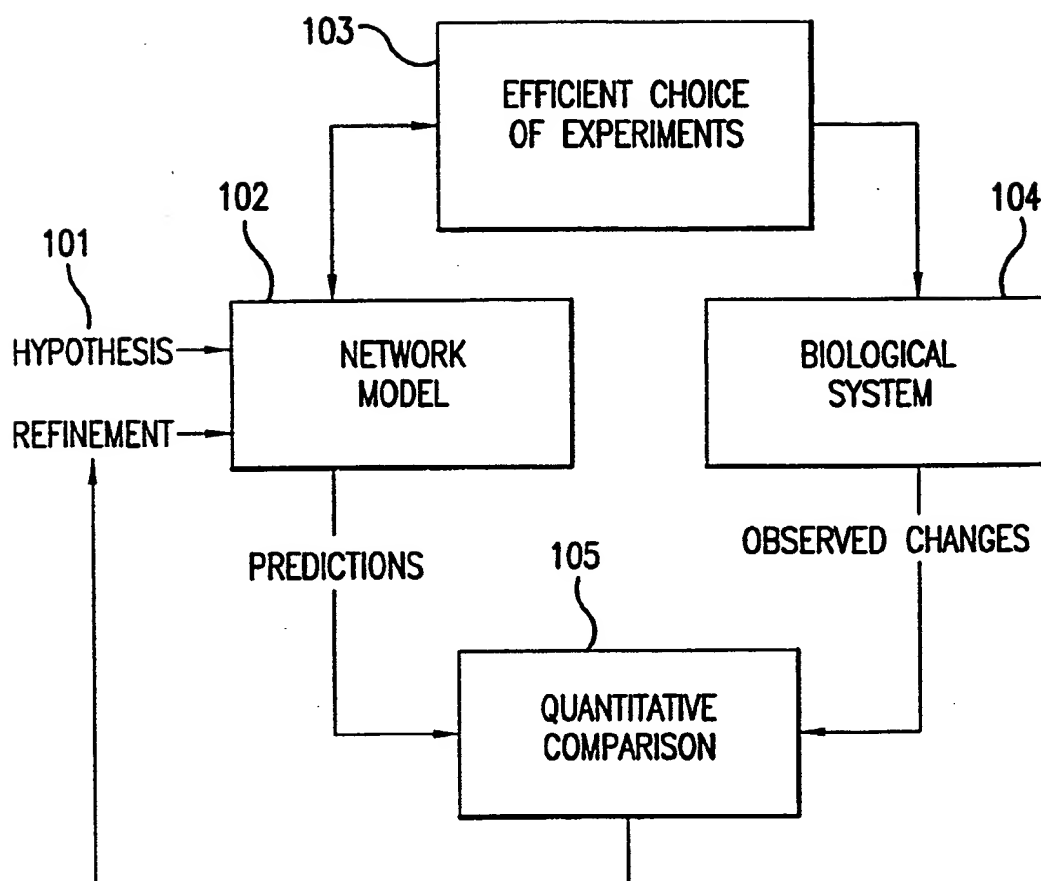 103
EFFICIENT CHOICE
OF EXPERIMENTS
102
104
101
HYPOTHESIS
NETWORK
MODEL
BIOLOGICAL
SYSTEM
REFINEMENT
PREDICTIONS
OBSERVED CHANGES
105
QUANTITATIVE
COMPARISON